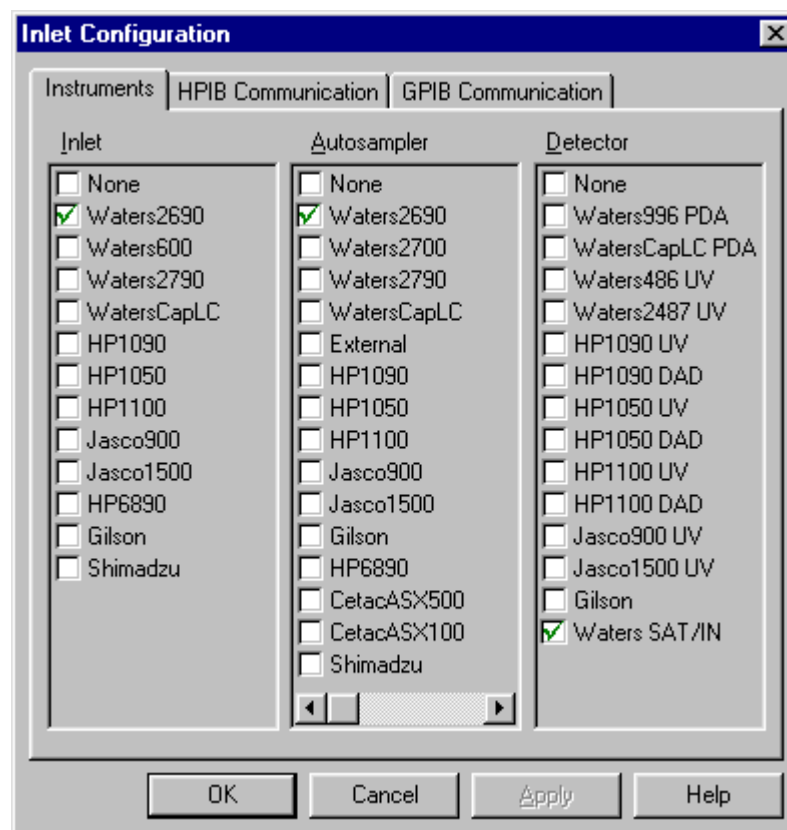 Inlet Configuration
Instruments
HPIB Communication
GPIB Communication
Inlet
None
Waters2690
Waters600
Waters2790
WatersCapLC
HP1090
HP1050
HP1100
Jasco900
Jasco1500
HP6890
Gilson
Shimadzu
Autosampler
None
Waters2690
Waters2700
Waters2790
WatersCapLC
External
HP1090
HP1050
HP1100
Jasco900
Jasco1500
Gilson
HP6890
CetacASX500
CetacASX100
Shimadzu
Detector
None
Waters996 PDA
WatersCapLC PDA
Waters486 UV
Waters2487 UV
HP1090 UV
HP1090 DAD
HP1050 UV
HP1050 DAD
HP1100 UV
HP1100 DAD
Jasco900 UV
Jasco1500 UV
Gilson
Waters SAT/IN
OK
Cancel
Apply
Help